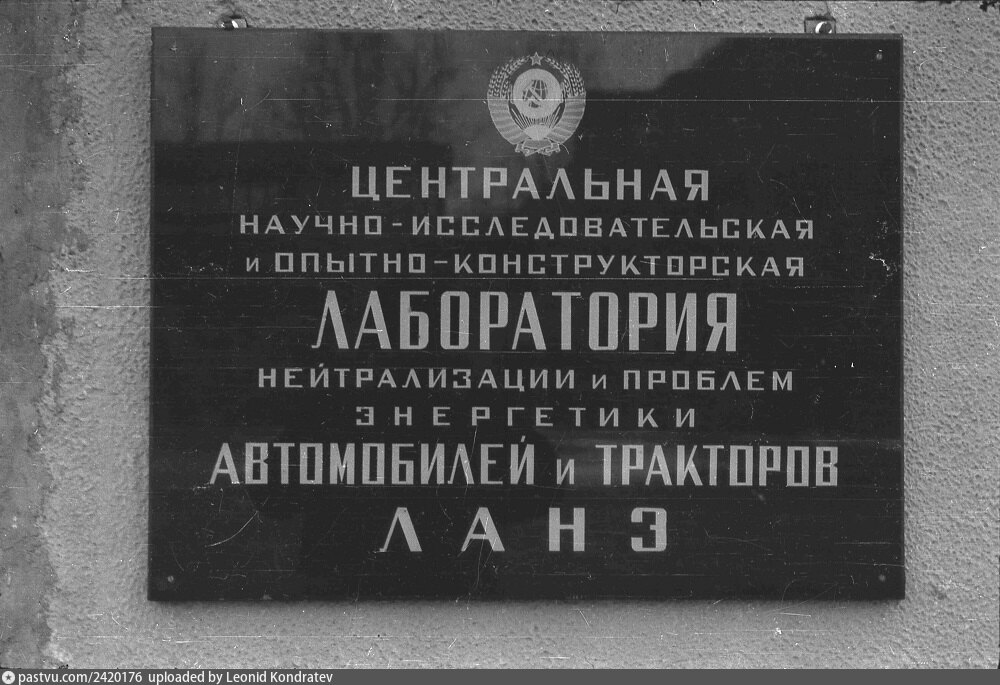 ЦЕНТРАЛЬНАЯ
НАУЧНО-ИССЛЕДОВАТЕЛЬСКАЯ
и ОПЫТНО-КОНСТРУКТОРСКАЯ
ЛАБОРАТОРИЯ
НЕЙТРАЛИЗАЦИИ и ПРОБЛЕМ
ЭНЕРГЕТИКИ
АВТОМОБИЛЕЙ и ТРАКТОРОВ
ЛАНЭ
pastvu.com/2420176 uploaded by Leonid Kondratev